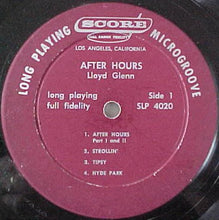 LONG PLAYING
MICROGROOVE
SCORE
LOS ANGELES, CALIFORNIA
AFTER HOURS
Lloyd Glenn
long playing
full fidelity
Side 1
SLP 4020
1. AFTER HOURS
Part I and II
2. STROLLIN'
3. TIPSY
4. HYDE PARK